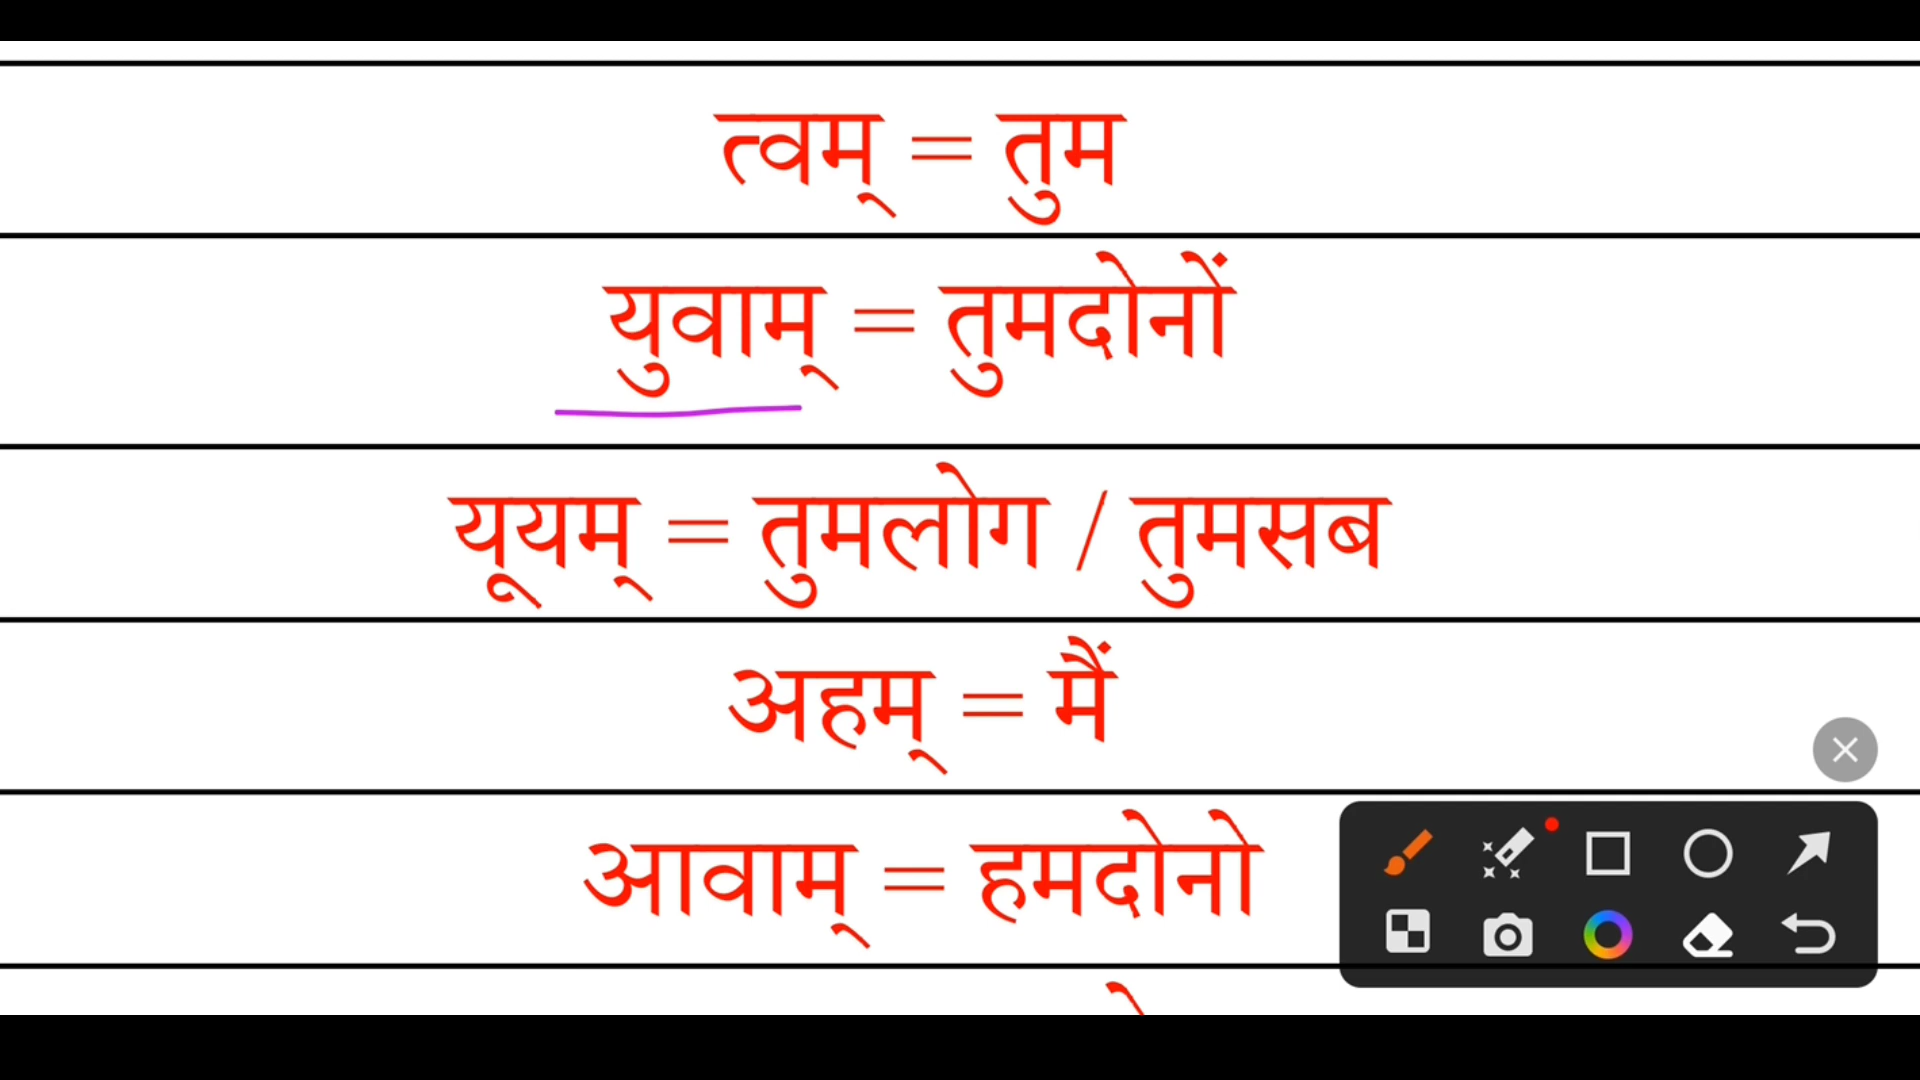 त्वम् = तुम
युवाम् = तुमदोनों
यूयम् = तुमलोग / तुमसब
अहम् = मैं
आवाम् = हमदोनो